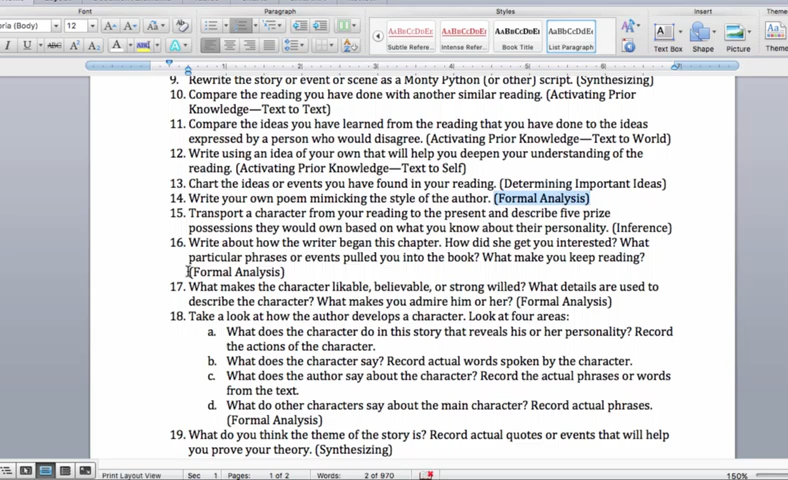 Paragraph
Styles
Insert
(Body)
12
AaBbCcDdEe
AaBbCcDdEe
AaBbCcDdEe
AaBbCcDdEe
Subtle Refere...
Intense Refer...
Book Title
List Paragraph
Text Box
Shape
Picture
9. Rewrite the story or event or scene as a Monty Python (or other) script. (Synthesizing)
10. Compare the reading you have done with another similar reading. (Activating Prior
Knowledge—Text to Text)
11. Compare the ideas you have learned from the reading that you have done to the ideas
expressed by a person who would disagree. (Activating Prior Knowledge—Text to World)
12. Write using an idea of your own that will help you deepen your understanding of the
reading. (Activating Prior Knowledge—Text to Self)
13. Chart the ideas or events you have found in your reading. (Determining Important Ideas)
14. Write your own poem mimicking the style of the author. (Formal Analysis)
15. Transport a character from your reading to the present and describe five prize
possessions they would own based on what you know about their personality. (Inference)
16. Write about how the writer began this chapter. How did she get you interested? What
particular phrases or events pulled you into the book? What make you keep reading?
(Formal Analysis)
17. What makes the character likable, believable, or strong willed? What details are used to
describe the character? What makes you admire him or her? (Formal Analysis)
18. Take a look at how the author develops a character. Look at four areas:
a. What does the character do in this story that reveals his or her personality? Record
the actions of the character.
b. What does the character say? Record actual words spoken by the character.
c. What does the author say about the character? Record the actual phrases or words
from the text.
d. What do other characters say about the main character? Record actual phrases.
(Formal Analysis)
19. What do you think the theme of the story is? Record actual quotes or events that will help
you prove your theory. (Synthesizing)
Print Layout View
Sec 1
Pages: 1 of 2
Words: 2 of 970
150%